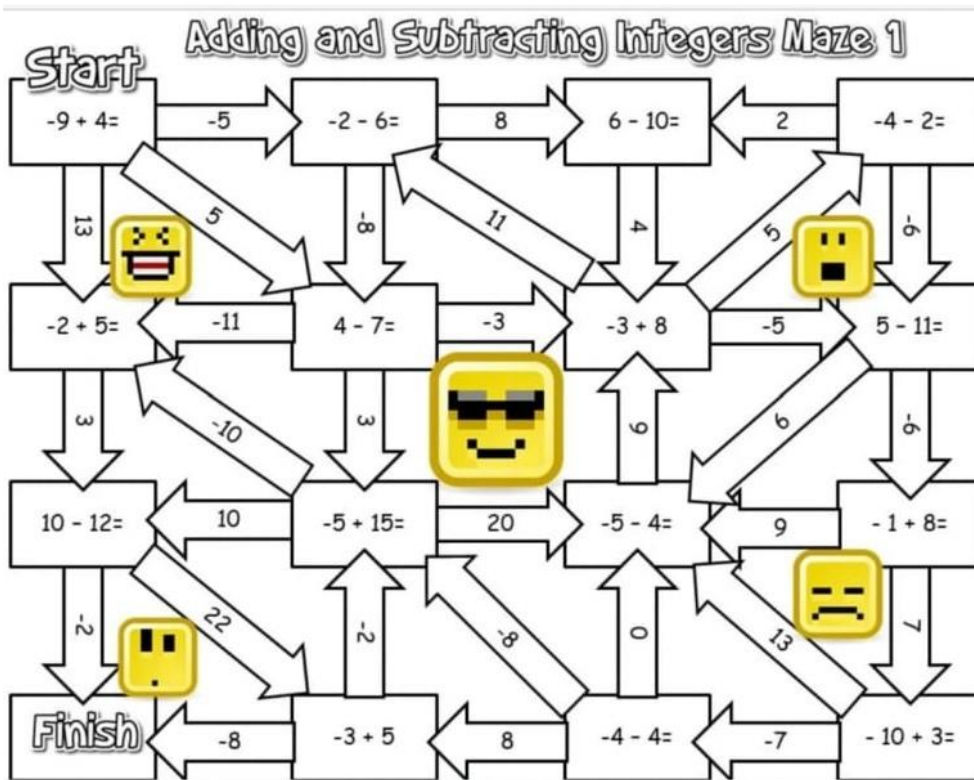 Adding and Subtracting Integers Maze 1
Start
-9 + 4=
-5
-2 - 6=
8
6 - 10=
2
-4 - 2=
13
5
-8
11
4
5
-6
-2 + 5=
-11
4 - 7=
-3
-3 + 8
-5
5 - 11=
3
-10
3
9
6
-6
10 - 12=
10
-5 + 15=
20
-5 - 4=
9
- 1 + 8=
-2
22
-2
-8
0
13
7
Finish
-8
-3 + 5
8
-4 - 4=
-7
- 10 + 3=